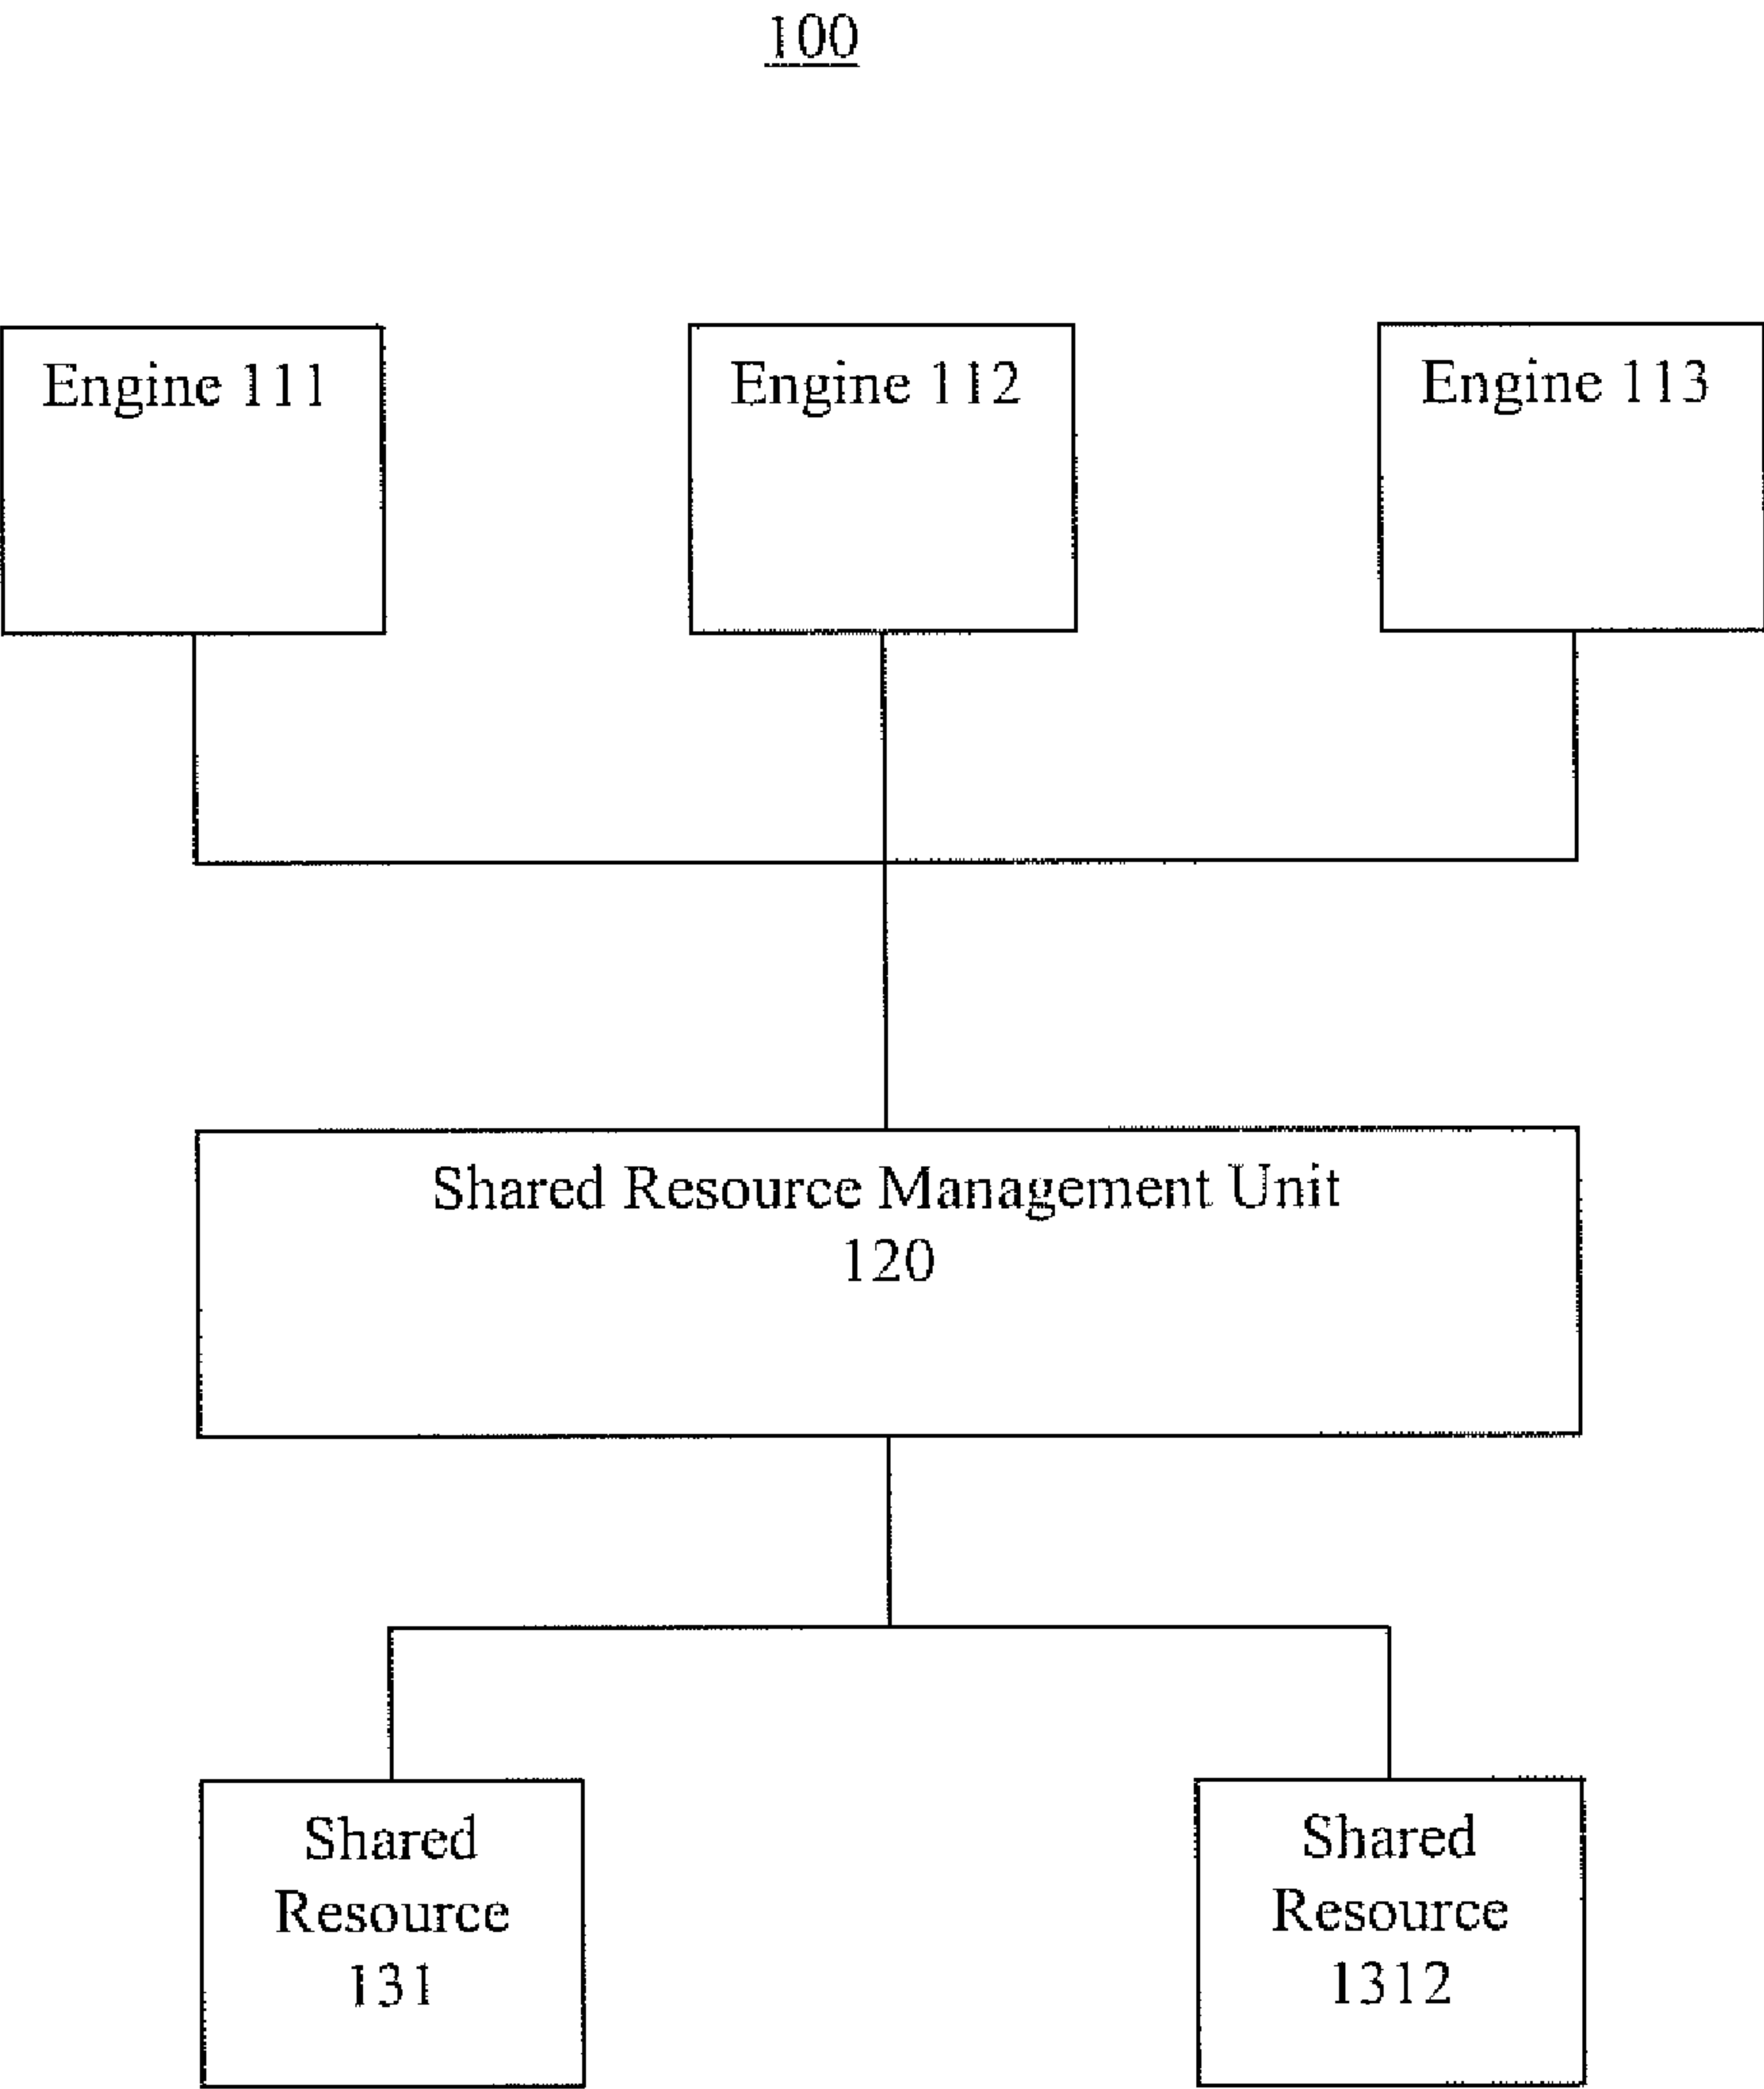 100
Engine 111
Engine 112
Engine 113
Shared Resource Management Unit
120
Shared
Resource
131
Shared
Resource
1312